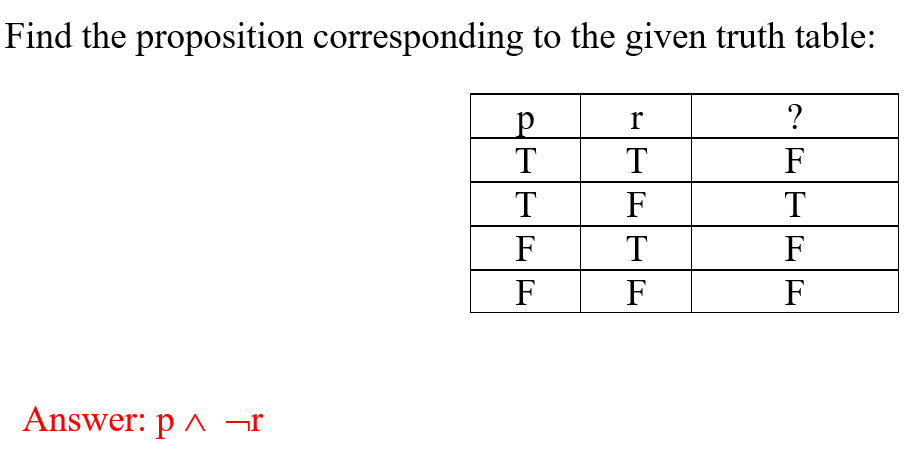 Find the proposition corresponding to the given truth table:
p r ?
T T F
T F T
F T F
F F F
Answer: p ∧ ¬r